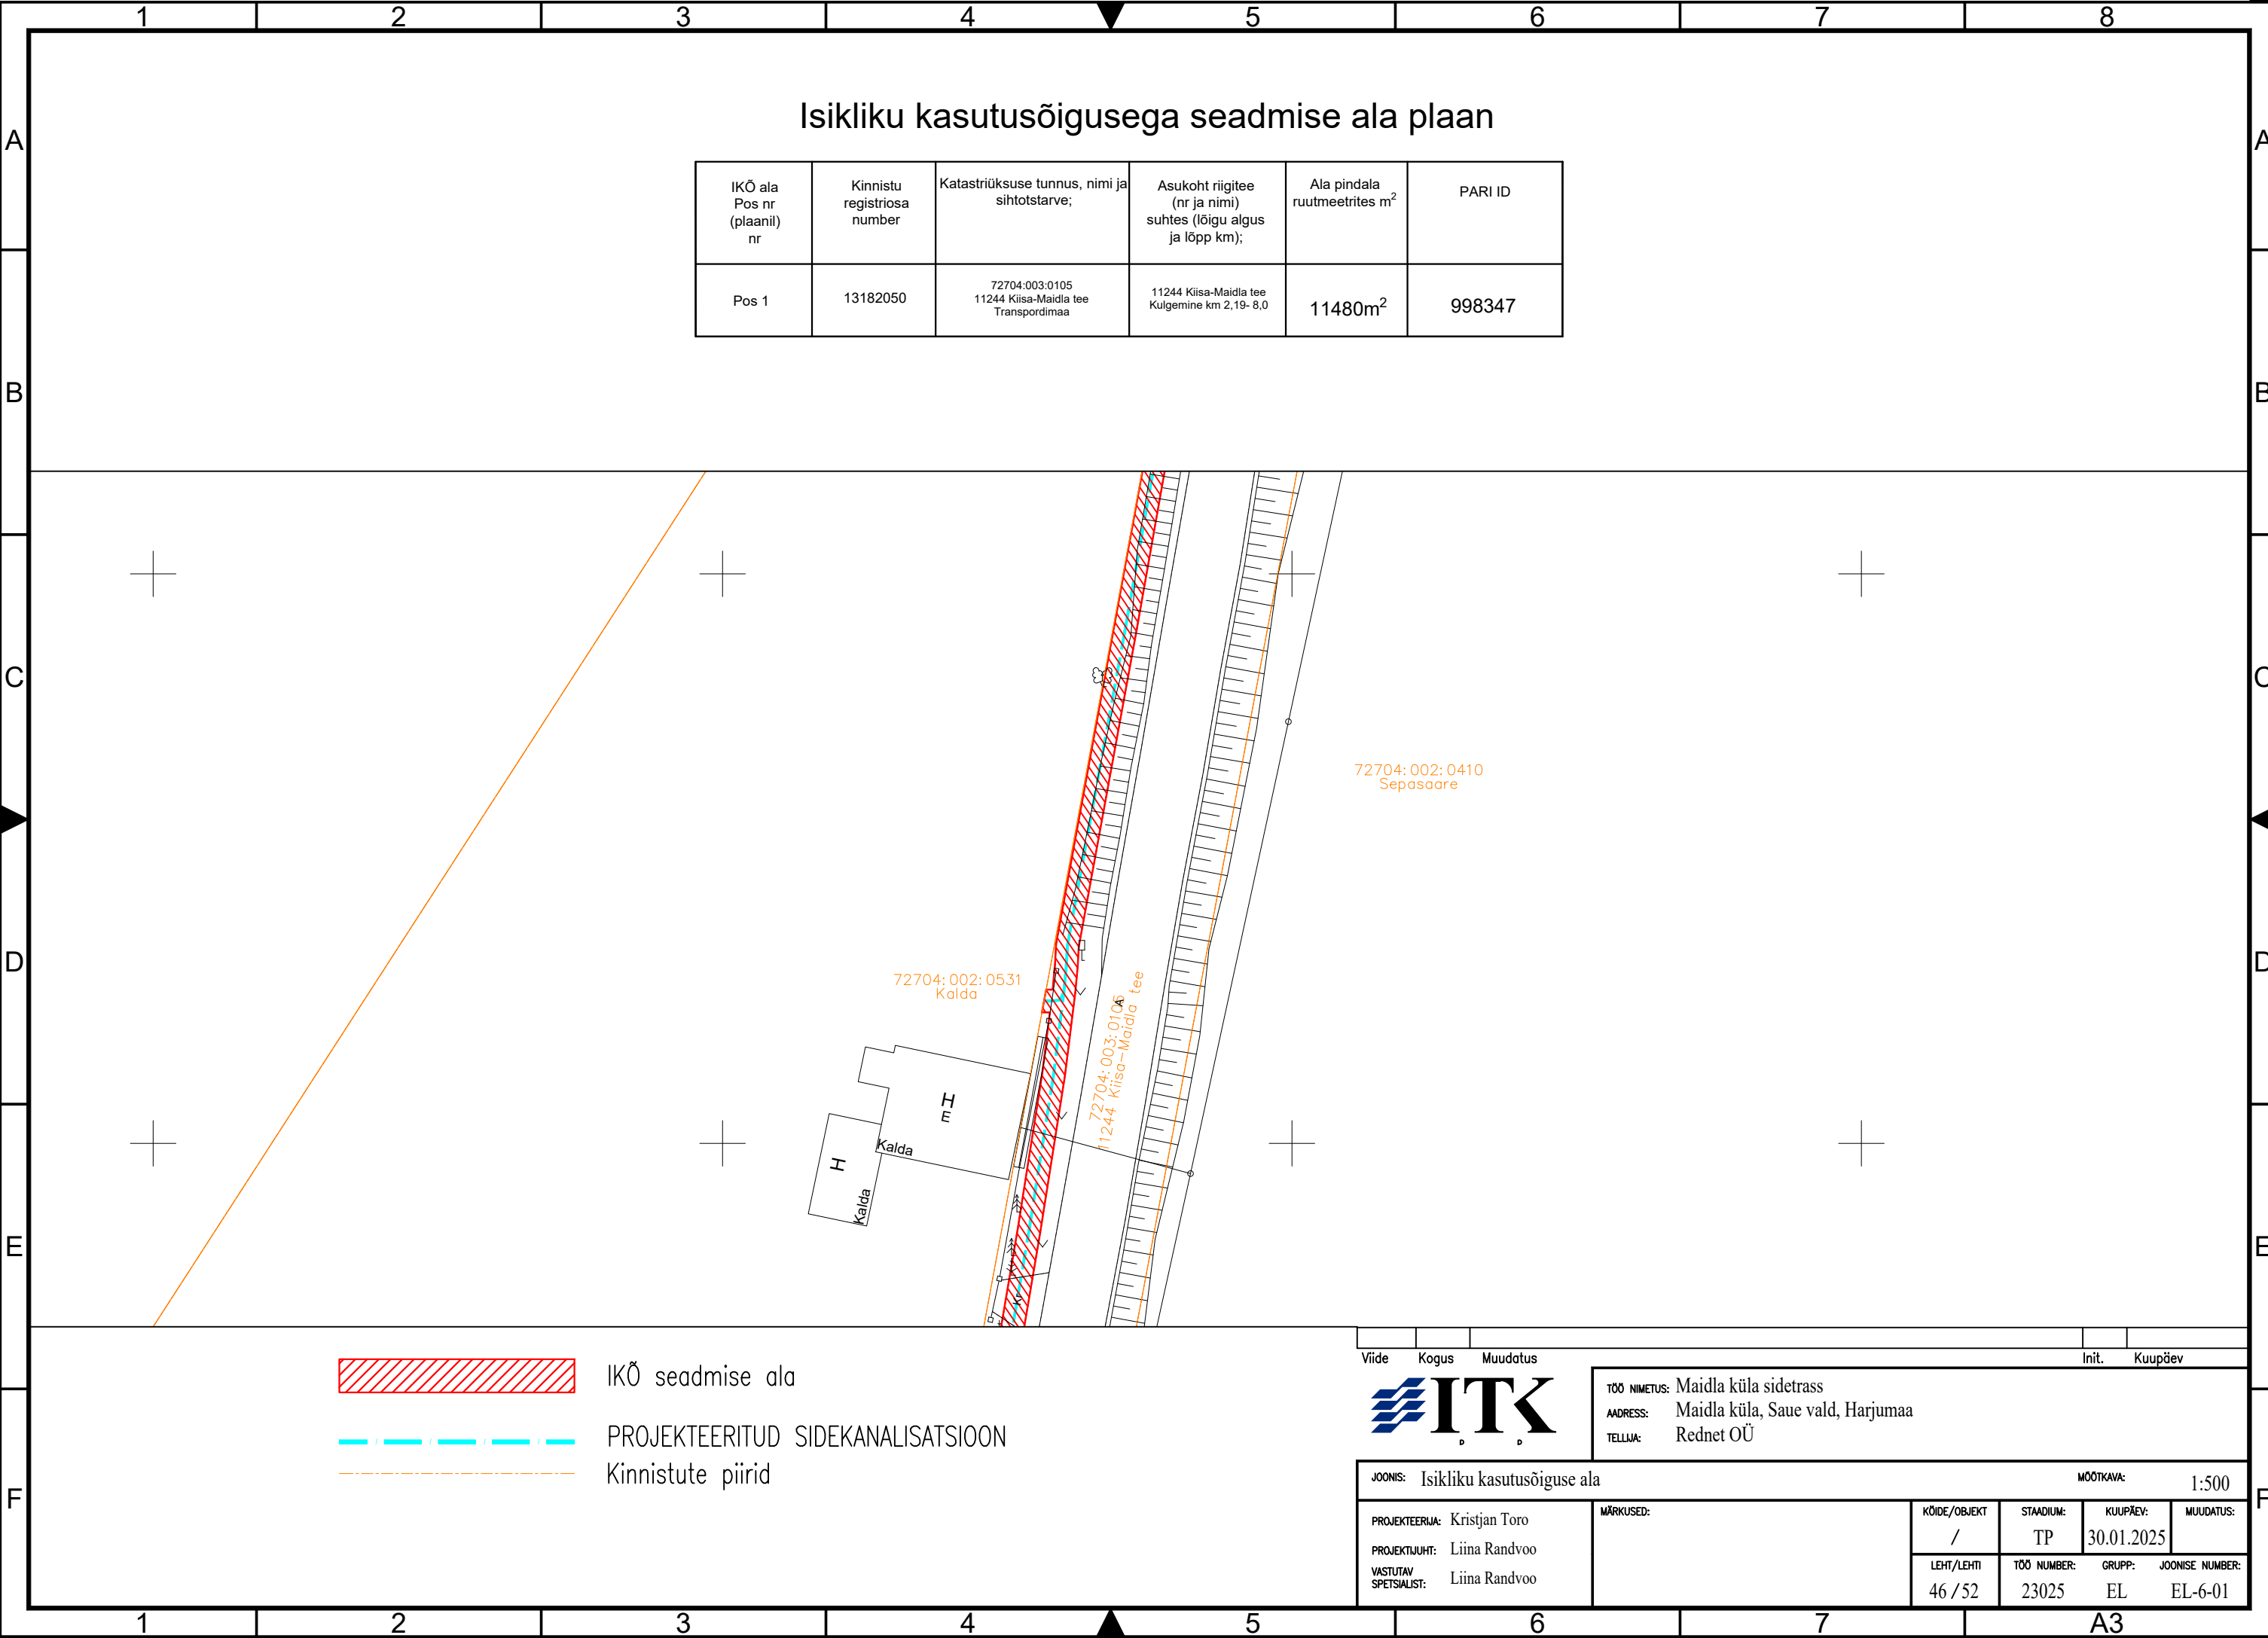 1 2 3 4 5 6 7 8
A A
B B
C C
D D
E E
F F
Isikliku kasutusõigusega seadmise ala plaan
IKÕ ala
Pos nr
(plaanil)
nr
Kinnistu
registriosa
number
Katastriüksuse tunnus, nimi ja
sihtotstarve;
Asukoht riigitee
(nr ja nimi)
suhtes (lõigu algus
ja lõpp km);
Ala pindala
ruutmeetrites m²
PARI ID
Pos 1
13182050
72704:003:0105
11244 Kiisa-Maidla tee
Transpordimaa
11244 Kiisa-Maidla tee
Kulgemine km 2,19- 8,0
11480m²
998347
72704:002:0410
Sepasaare
72704:002:0531
Kalda
72704:003:0105
11244 Kiisa-Maidla tee
A
H
E
Kalda
H
Kalda
Kr
IKÕ seadmise ala
PROJEKTEERITUD SIDEKANALISATSIOON
Kinnistute piirid
Viide Kogus Muudatus Init. Kuupäev
ITK
D D
TÖÖ NIMETUS: Maidla küla sidetrass
AADRESS: Maidla küla, Saue vald, Harjumaa
TELLIJA: Rednet OÜ
JOONIS: Isikliku kasutusõiguse ala
MÕÕTKAVA: 1:500
PROJEKTEERIJA: Kristjan Toro
PROJEKTIJUHT: Liina Randvoo
VASTUTAV
SPETSIALIST: Liina Randvoo
MÄRKUSED:
KÖIDE/OBJEKT STAADIUM: KUUPÄEV: MUUDATUS:
/ TP 30.01.2025
LEHT/LEHTI TÖÖ NUMBER: GRUPP: JOONISE NUMBER:
46 / 52 23025 EL EL-6-01
1 2 3 4 5 6 7 A3